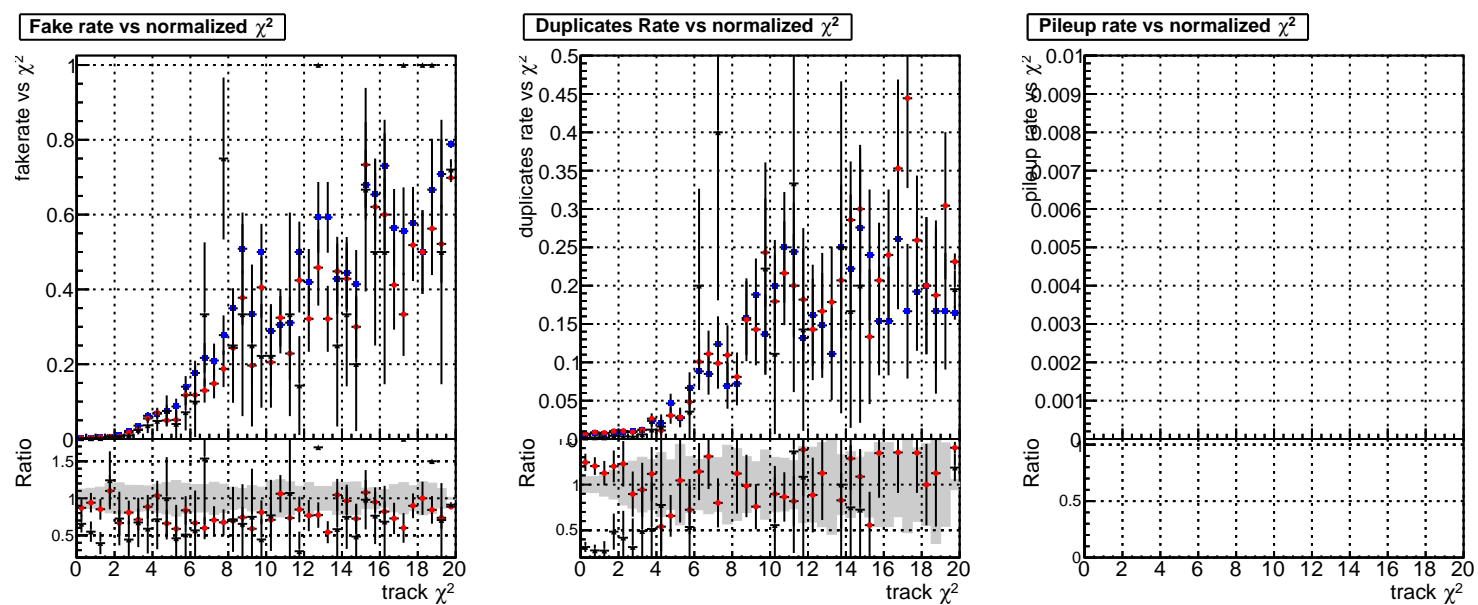 Fake rate vs normalized χ²
fakerate vs χ²
1
0.8
0.6
0.4
0.2
0
Ratio
1.5
1
0.5
0 2 4 6 8 10 12 14 16 18 20
track χ²
Duplicates Rate vs normalized χ²
duplicates rate vs χ²
0.5
0.45
0.4
0.35
0.3
0.25
0.2
0.15
0.1
0.05
0
Ratio
1
0.5
0 2 4 6 8 10 12 14 16 18 20
track χ²
Pileup rate vs normalized χ²
pileup rate vs χ²
0.01
0.009
0.008
0.007
0.006
0.005
0.004
0.003
0.002
0.001
0
Ratio
1
0.5
0
0 2 4 6 8 10 12 14 16 18 20
track χ²